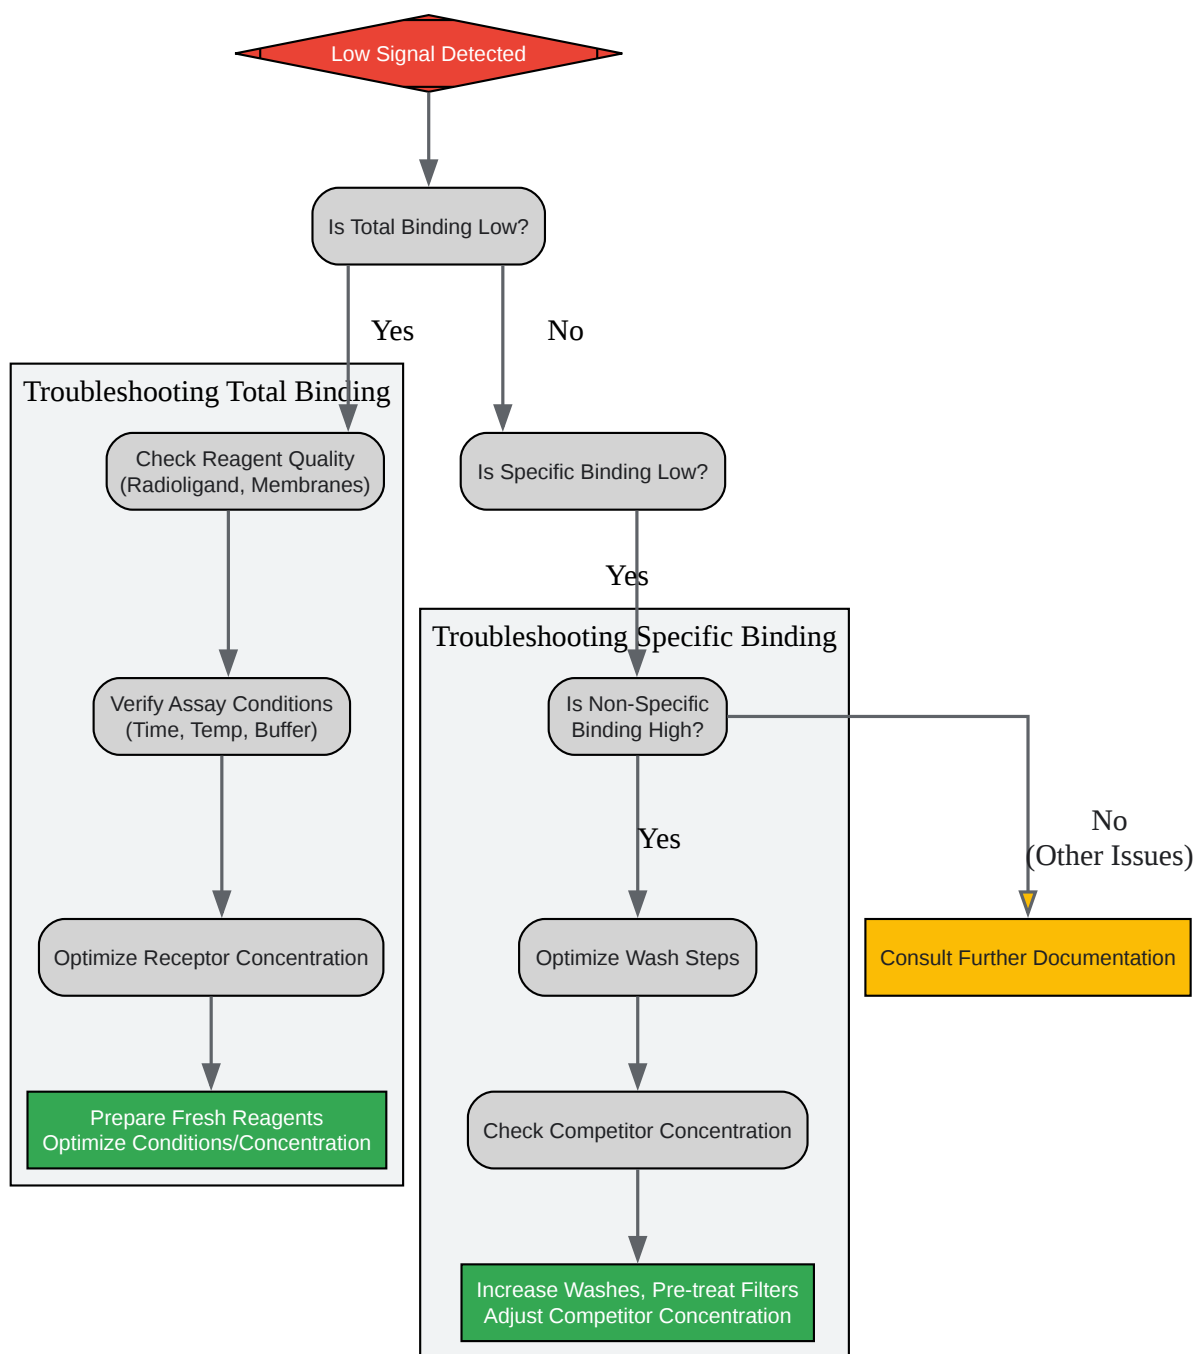 Low Signal Detected
Is Total Binding Low?
Yes
No
Troubleshooting Total Binding
Check Reagent Quality
(Radioligand, Membranes)
Is Specific Binding Low?
Yes
Troubleshooting Specific Binding
Verify Assay Conditions
(Time, Temp, Buffer)
Is Non-Specific
Binding High?
Yes
No
(Other Issues)
Optimize Receptor Concentration
Optimize Wash Steps
Consult Further Documentation
Prepare Fresh Reagents
Optimize Conditions/Concentration
Check Competitor Concentration
Increase Washes, Pre-treat Filters
Adjust Competitor Concentration